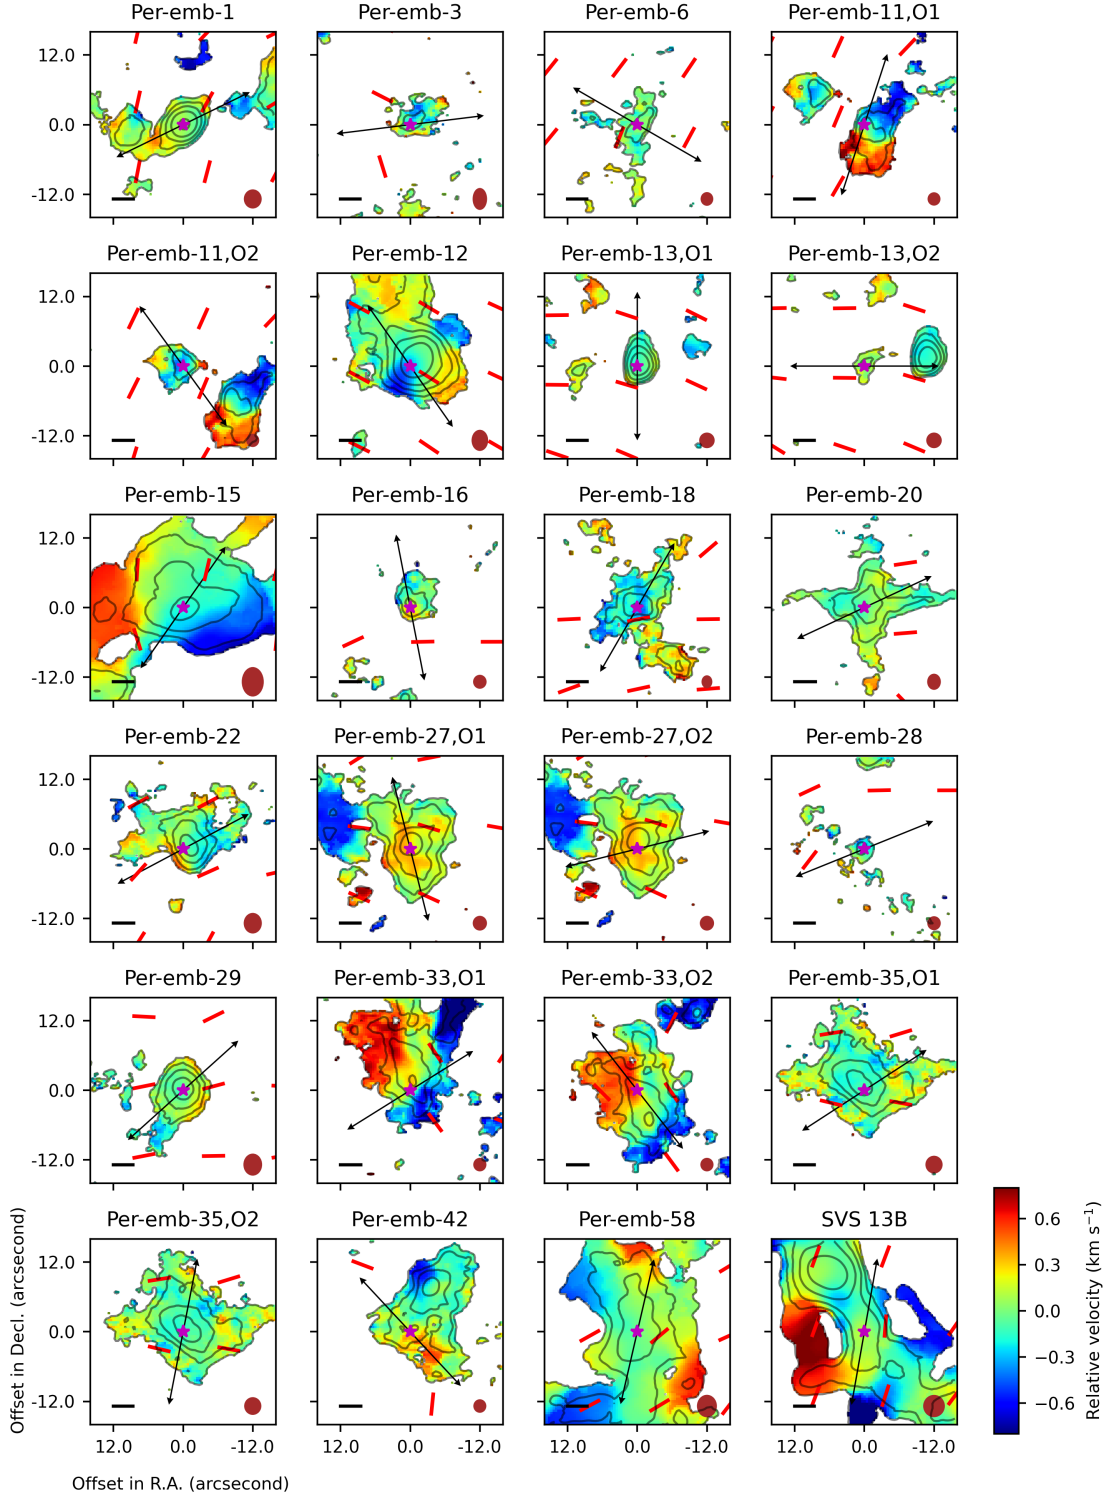 Per-emb-1 Per-emb-3 Per-emb-6 Per-emb-11,O1
12.0
0.0
-12.0
Per-emb-11,O2 Per-emb-12 Per-emb-13,O1 Per-emb-13,O2
12.0
0.0
-12.0
Per-emb-15 Per-emb-16 Per-emb-18 Per-emb-20
12.0
0.0
-12.0
Per-emb-22 Per-emb-27,O1 Per-emb-27,O2 Per-emb-28
12.0
0.0
-12.0
Per-emb-29 Per-emb-33,O1 Per-emb-33,O2 Per-emb-35,O1
12.0
0.0
-12.0
Per-emb-35,O2 Per-emb-42 Per-emb-58 SVS 13B
12.0
0.0
-12.0
12.0 0.0 -12.0 12.0 0.0 -12.0 12.0 0.0 -12.0 12.0 0.0 -12.0
Offset in R.A. (arcsecond)
Offset in Decl. (arcsecond)
0.6
0.3
0.0
−0.3
−0.6
Relative velocity (km s⁻¹)